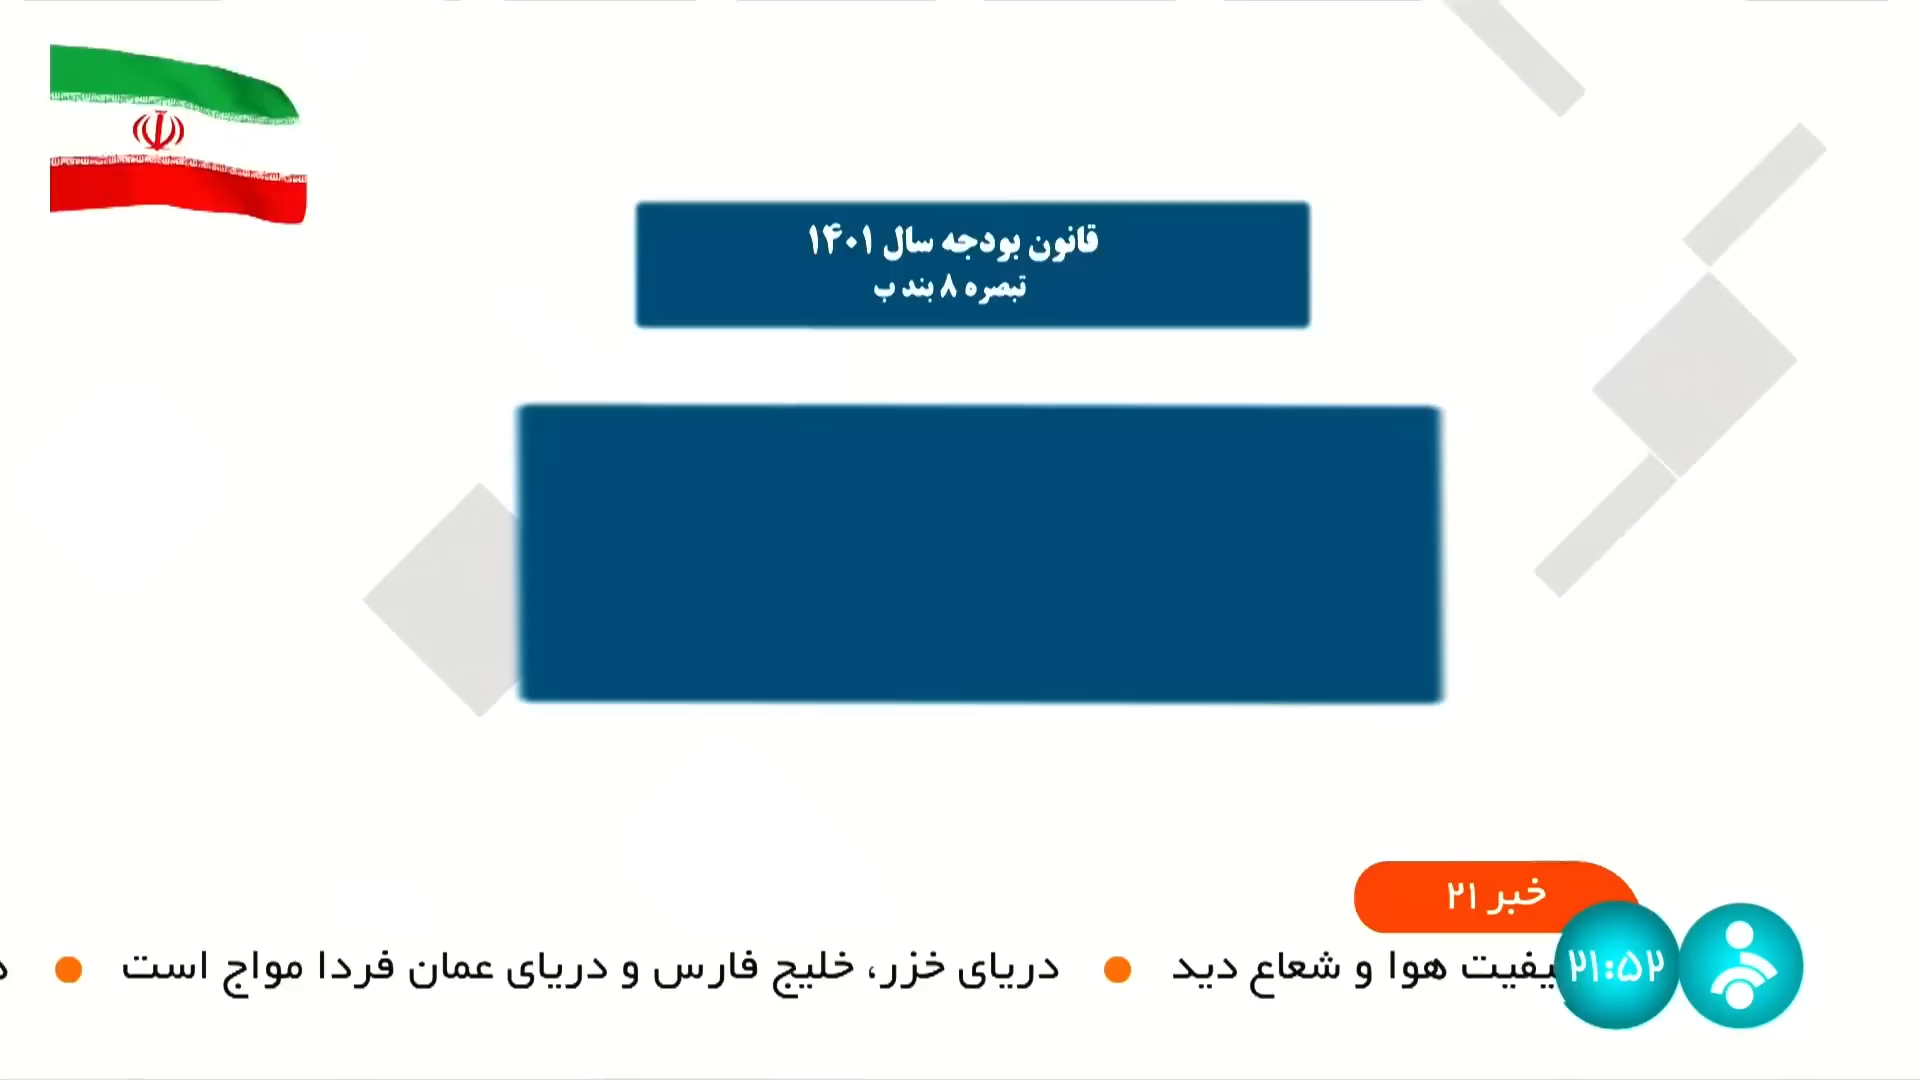 قانون بودجه سال ۱۴۰۱
تبصره ۸ بند ب
خبر ۲۱
۲۱:۵۲
هوا و شعاع دید
دریای خزر، خلیج فارس و دریای عمان فردا مواج است